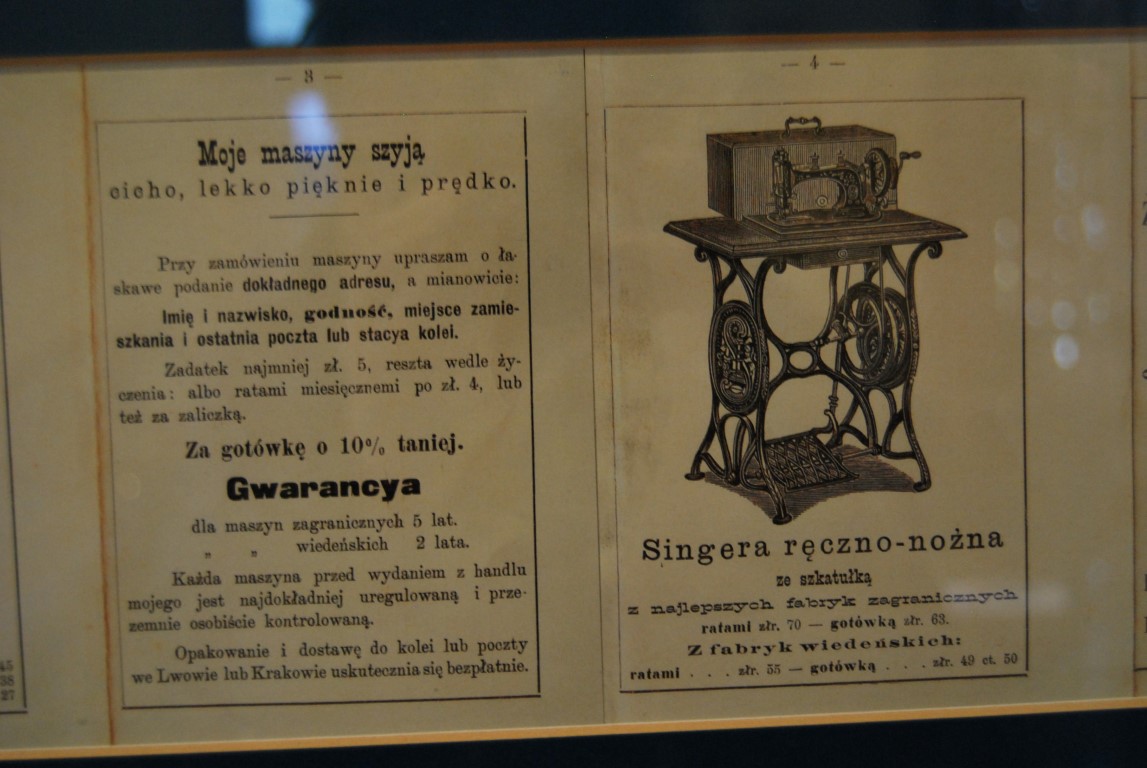 45
38
27
— 3 —
Moje maszyny szyją
cicho, lekko pięknie i prędko.
Przy zamówieniu maszyny upraszam o ła-
skawe podanie dokładnego adresu, a mianowicie:
Imię i nazwisko, godność, miejsce zamie-
szkania i ostatnia poczta lub stacya kolei.
Zadatek najmniej zł. 5, reszta wedle ży-
czenia: albo ratami miesięcznemi po zł. 4, lub
też za zaliczką.
Za gotówkę o 10% taniej.
Gwarancya
dla maszyn zagranicznych 5 lat.
„ „ wiedeńskich 2 lata.
Każda maszyna przed wydaniem z handlu
mojego jest najdokładniej uregulowaną i prze-
zemnie osobiście kontrolowaną.
Opakowanie i dostawę do kolei lub poczty
we Lwowie lub Krakowie uskutecznia się bezpłatnie.
— 4 —
Singera ręczno-nożna
ze szkatułką
z najlepszych fabryk zagranicznych
ratami złr. 70 — gotówką złr. 63.
Z fabryk wiedeńskich:
ratami . . . złr. 55 — gotówką . . . złr. 49 ct. 50